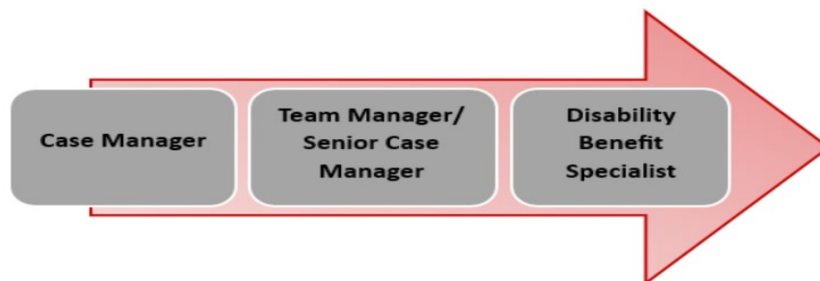 Case Manager
Team Manager/
Senior Case
Manager
Disability
Benefit
Specialist